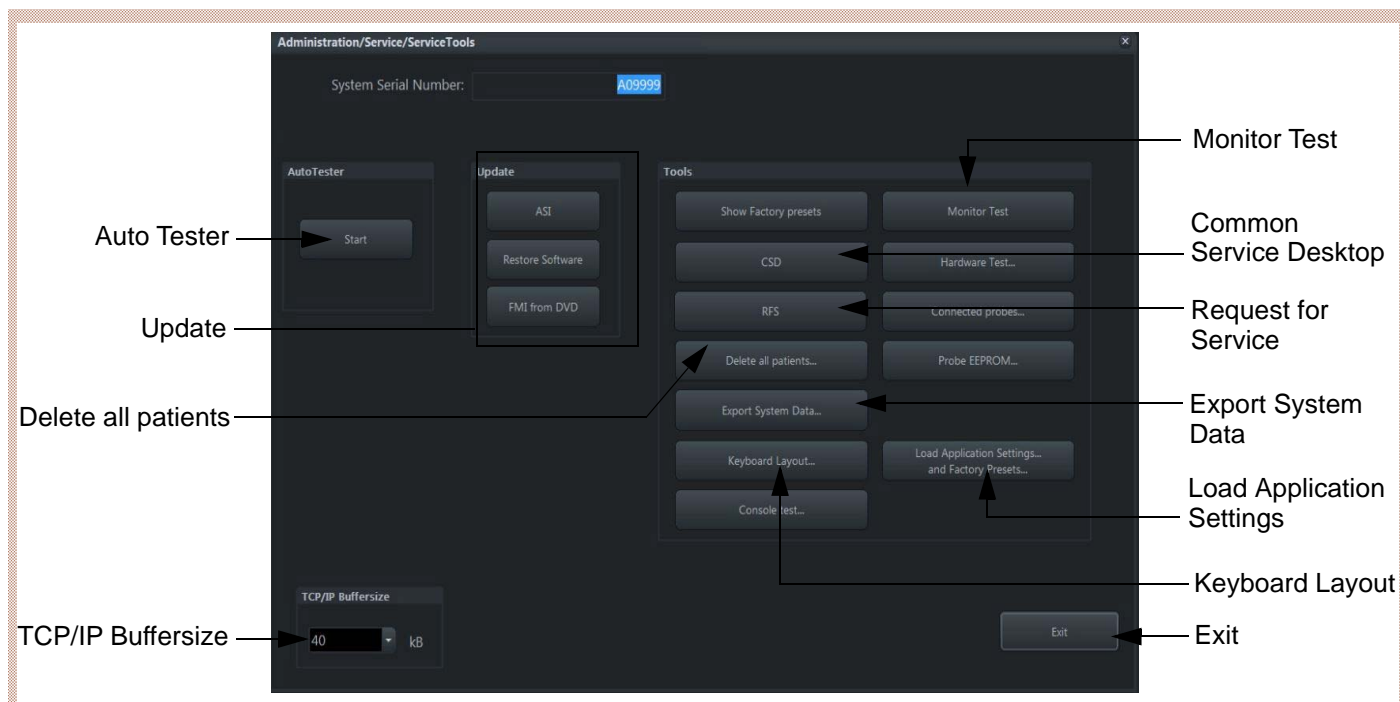 Administration/Service/ServiceTools
System Serial Number:
A09999
AutoTester
Start
Update
ASI
Restore Software
FMI from DVD
Tools
Show Factory presets
Monitor Test
CSD
Hardware Test...
RFS
Connected probes...
Delete all patients...
Probe EEPROM...
Export System Data...
Keyboard Layout...
Load Application Settings...
and Factory Presets...
Console test...
TCP/IP Buffersize
40
kB
Exit
Auto Tester
Update
Delete all patients
TCP/IP Buffersize
Monitor Test
Common
Service Desktop
Request for
Service
Export System
Data
Load Application
Settings
Keyboard Layout
Exit